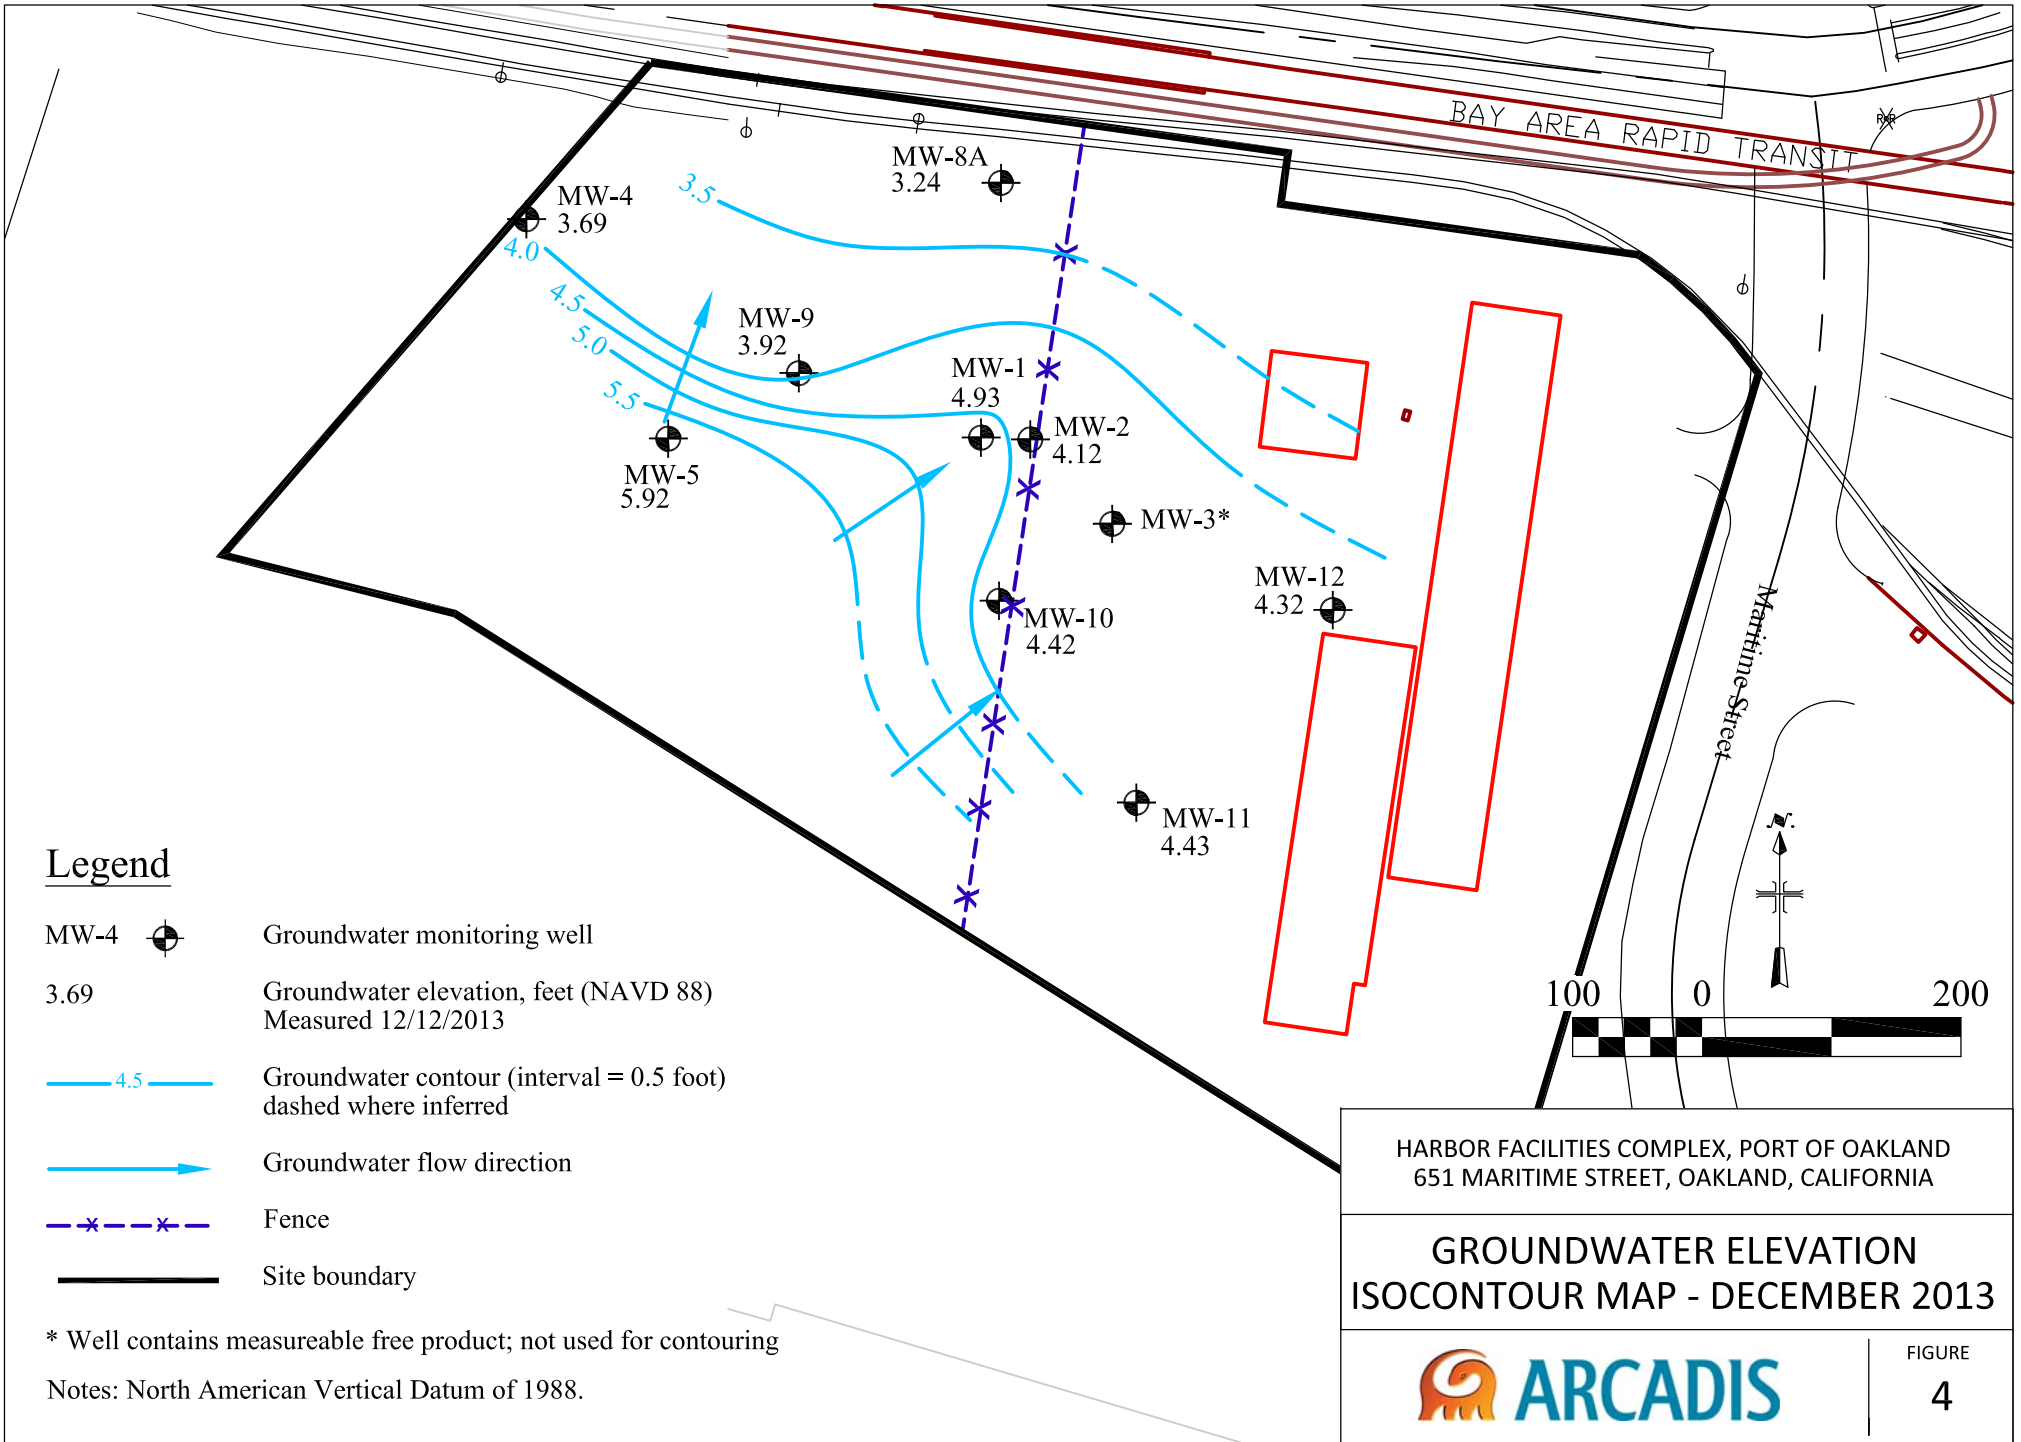 BAY AREA RAPID TRANSIT
RXR
MW-8A
3.24
MW-4
3.69
3.5
4.0
4.5
5.0
5.5
MW-9
3.92
MW-1
4.93
MW-2
4.12
MW-5
5.92
MW-3*
MW-12
4.32
MW-10
4.42
MW-11
4.43
Maritime Street
N
100 0 200
Legend
MW-4 Groundwater monitoring well
3.69 Groundwater elevation, feet (NAVD 88)
Measured 12/12/2013
4.5 Groundwater contour (interval = 0.5 foot)
dashed where inferred
Groundwater flow direction
Fence
Site boundary
* Well contains measureable free product; not used for contouring
Notes: North American Vertical Datum of 1988.
HARBOR FACILITIES COMPLEX, PORT OF OAKLAND
651 MARITIME STREET, OAKLAND, CALIFORNIA
GROUNDWATER ELEVATION
ISOCONTOUR MAP - DECEMBER 2013
ARCADIS
FIGURE
4